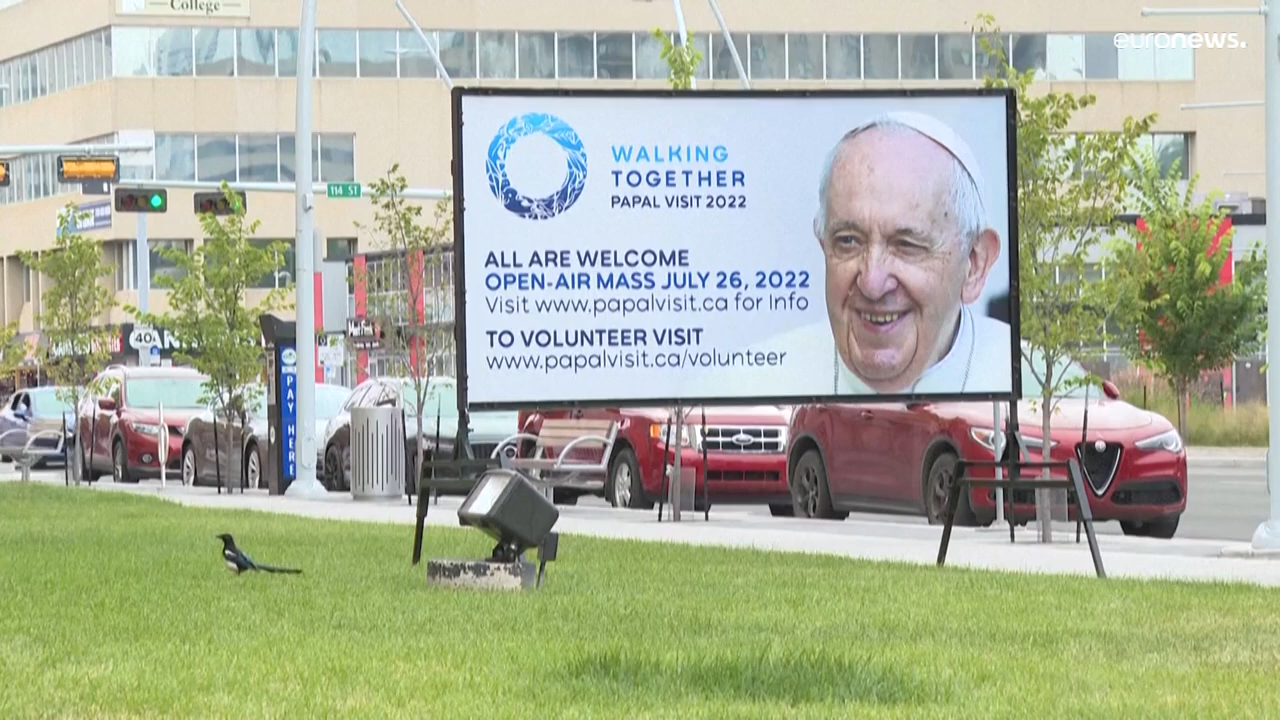 College
euronews.
114 ST
WALKING
TOGETHER
PAPAL VISIT 2022
ALL ARE WELCOME
OPEN-AIR MASS JULY 26, 2022
Visit www.papalvisit.ca for Info
TO VOLUNTEER VISIT
www.papalvisit.ca/volunteer
40A
PAY HERE